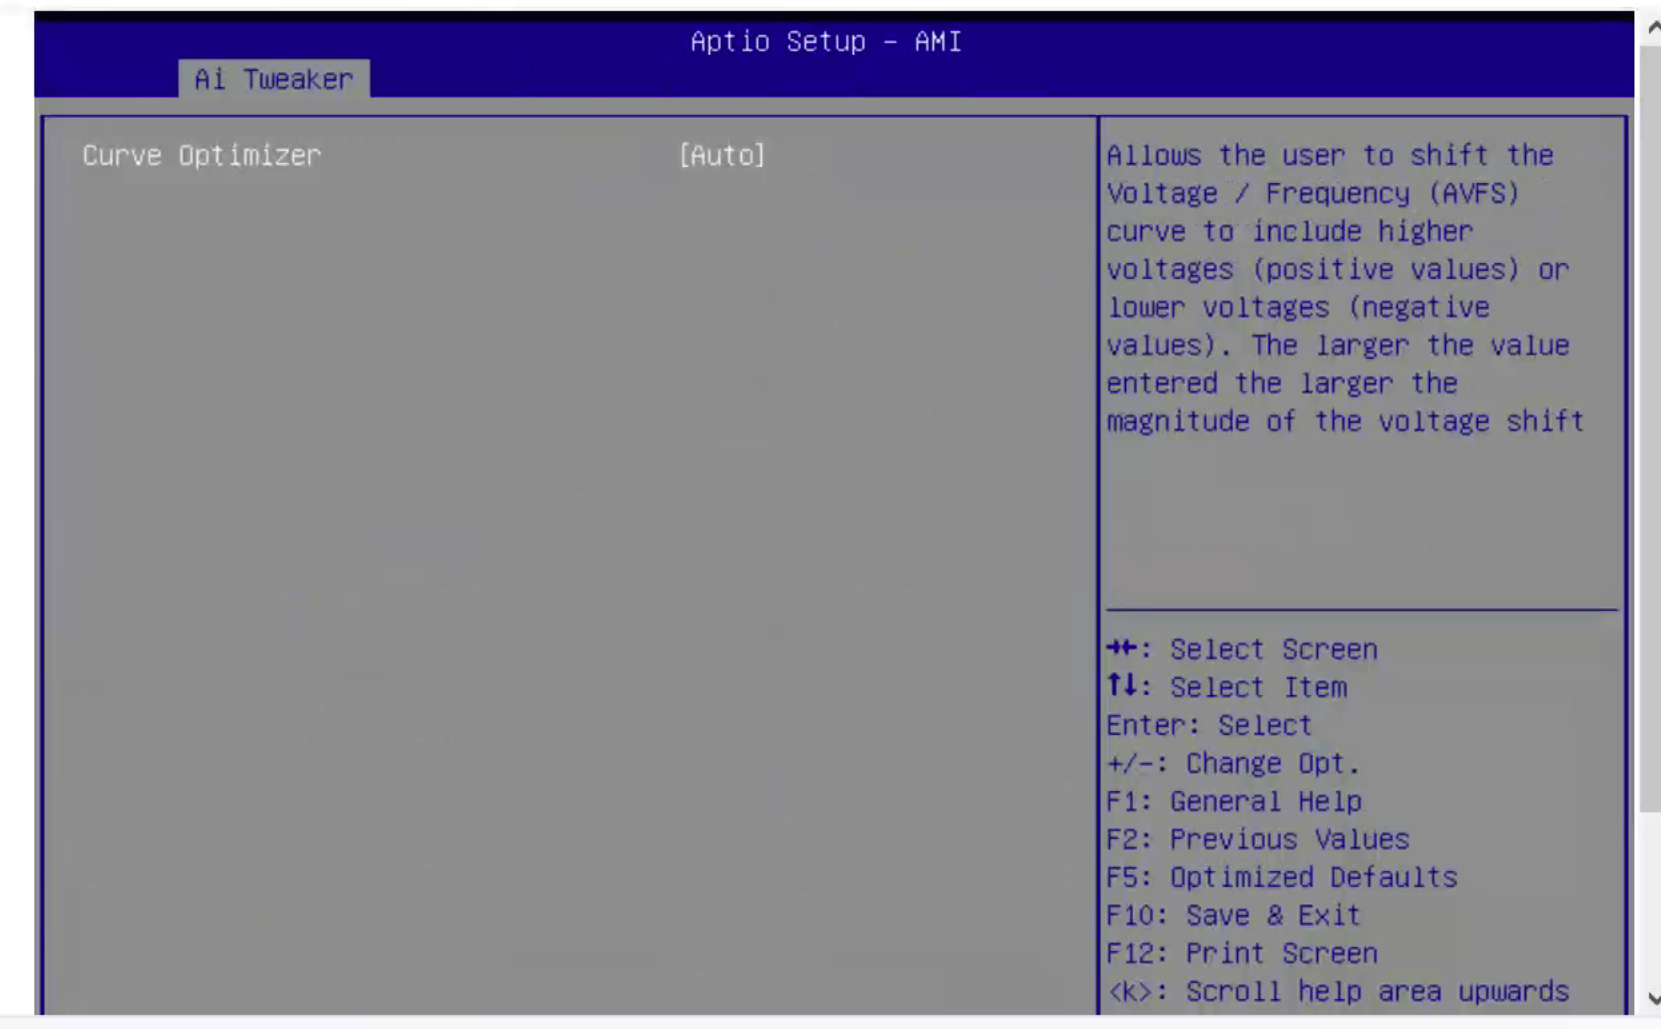 Aptio Setup – AMI
Ai Tweaker
Curve Optimizer [Auto]
Allows the user to shift the
Voltage / Frequency (AVFS)
curve to include higher
voltages (positive values) or
lower voltages (negative
values). The larger the value
entered the larger the
magnitude of the voltage shift
→←: Select Screen
↑↓: Select Item
Enter: Select
+/-: Change Opt.
F1: General Help
F2: Previous Values
F5: Optimized Defaults
F10: Save & Exit
F12: Print Screen
<k>: Scroll help area upwards